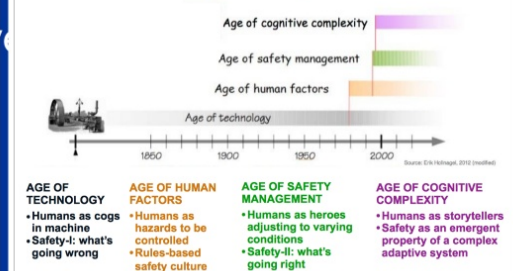 Age of cognitive complexity
Age of safety management
Age of human factors
Age of technology
1860
1900
1950
2000
Source: Erik Hollnagel, 2012 (modified)
AGE OF
TECHNOLOGY
•Humans as cogs
in machine
•Safety-I: what's
going wrong
AGE OF HUMAN
FACTORS
•Humans as
hazards to be
controlled
•Rules-based
safety culture
AGE OF SAFETY
MANAGEMENT
•Humans as heroes
adjusting to varying
conditions
•Safety-II: what's
going right
AGE OF COGNITIVE
COMPLEXITY
•Humans as storytellers
•Safety as an emergent
property of a complex
adaptive system